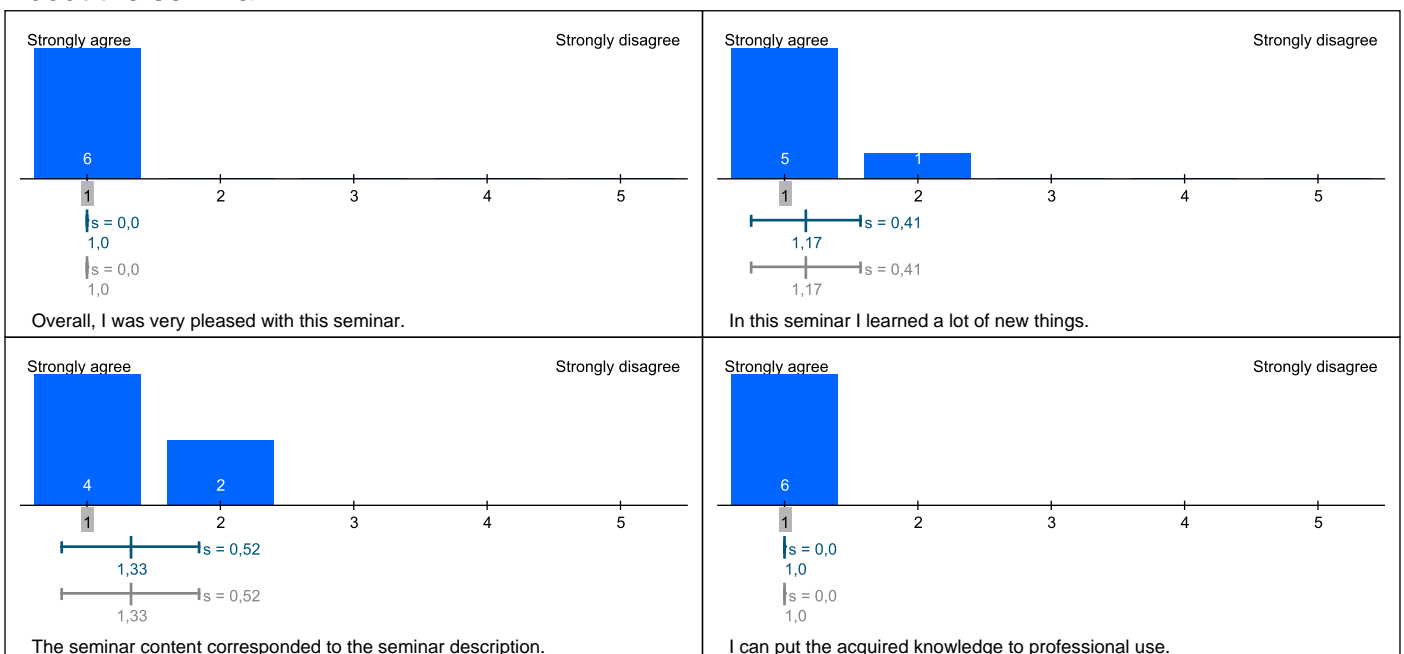 Strongly agree Strongly disagree
6
1 2 3 4 5
s = 0,0
1,0
s = 0,0
1,0
Overall, I was very pleased with this seminar.
Strongly agree Strongly disagree
5 1
1 2 3 4 5
s = 0,41
1,17
s = 0,41
1,17
In this seminar I learned a lot of new things.
Strongly agree Strongly disagree
4 2
1 2 3 4 5
s = 0,52
1,33
s = 0,52
1,33
The seminar content corresponded to the seminar description.
Strongly agree Strongly disagree
6
1 2 3 4 5
s = 0,0
1,0
s = 0,0
1,0
I can put the acquired knowledge to professional use.